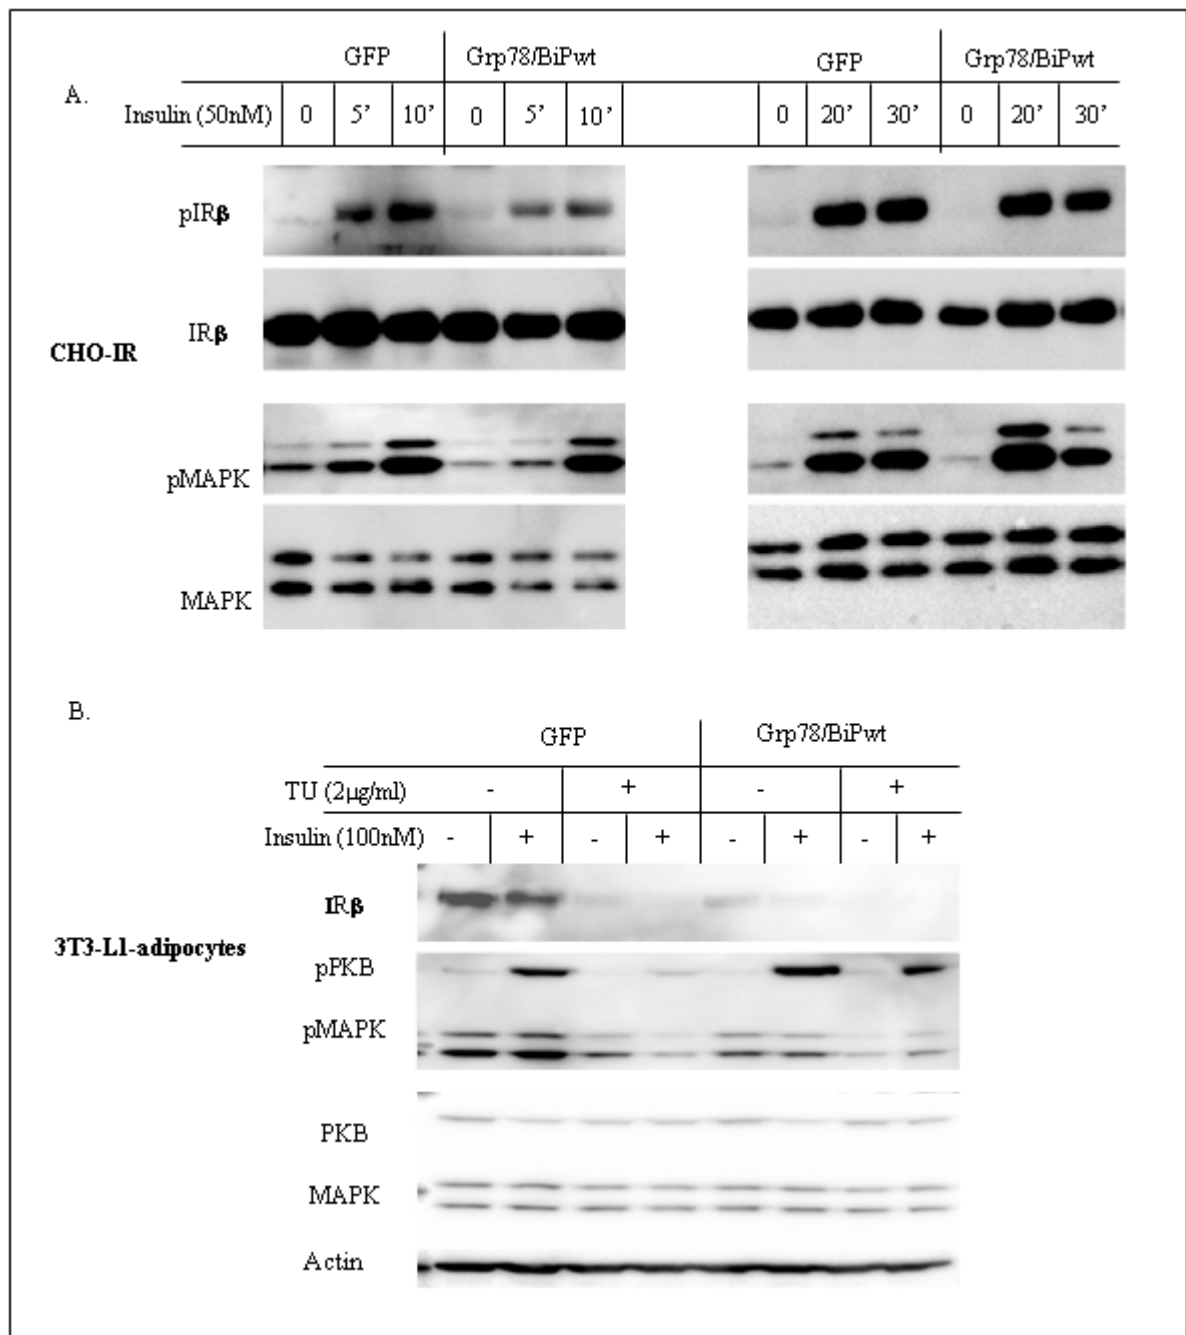 GFP Grp78/BiPwt GFP Grp78/BiPwt
A.
Insulin (50nM) 0 5’ 10’ 0 5’ 10’ 0 20’ 30’ 0 20’ 30’
pIRβ
IRβ
CHO-IR
pMAPK
MAPK
B.
GFP Grp78/BiPwt
TU (2μg/ml) - + - +
Insulin (100nM) - + - + - + - +
IRβ
3T3-L1-adipocytes
pPKB
pMAPK
PKB
MAPK
Actin